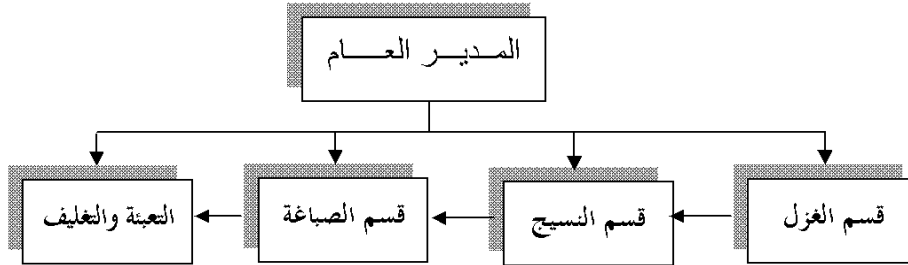 المدير العام
قسم الغزل
قسم النسيج
قسم الصباغة
التعبئة والتغليف